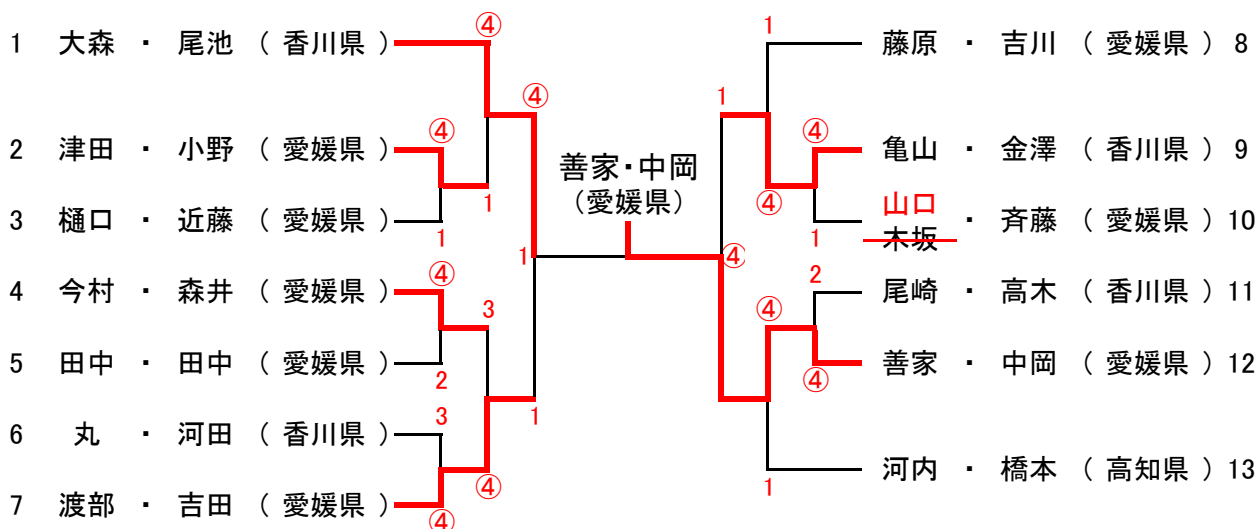 ④
1 大森 ・ 尾池 ( 香川県 )
④
④
2 津田 ・ 小野 ( 愛媛県 )
1
3 樋口 ・ 近藤 ( 愛媛県 )
1
1
④
4 今村 ・ 森井 ( 愛媛県 )
3
5 田中 ・ 田中 ( 愛媛県 )
2
3
1
6 丸 ・ 河田 ( 香川県 )
④
7 渡部 ・ 吉田 ( 愛媛県 )
④
善家・中岡
(愛媛県)
1
藤原 ・ 吉川 ( 愛媛県 ) 8
1
④
亀山 ・ 金澤 ( 香川県 ) 9
④
山口
木坂 ・ 斉藤 ( 愛媛県 ) 10
1
④
2
尾崎 ・ 高木 ( 香川県 ) 11
④
善家 ・ 中岡 ( 愛媛県 ) 12
④
河内 ・ 橋本 ( 高知県 ) 13
1